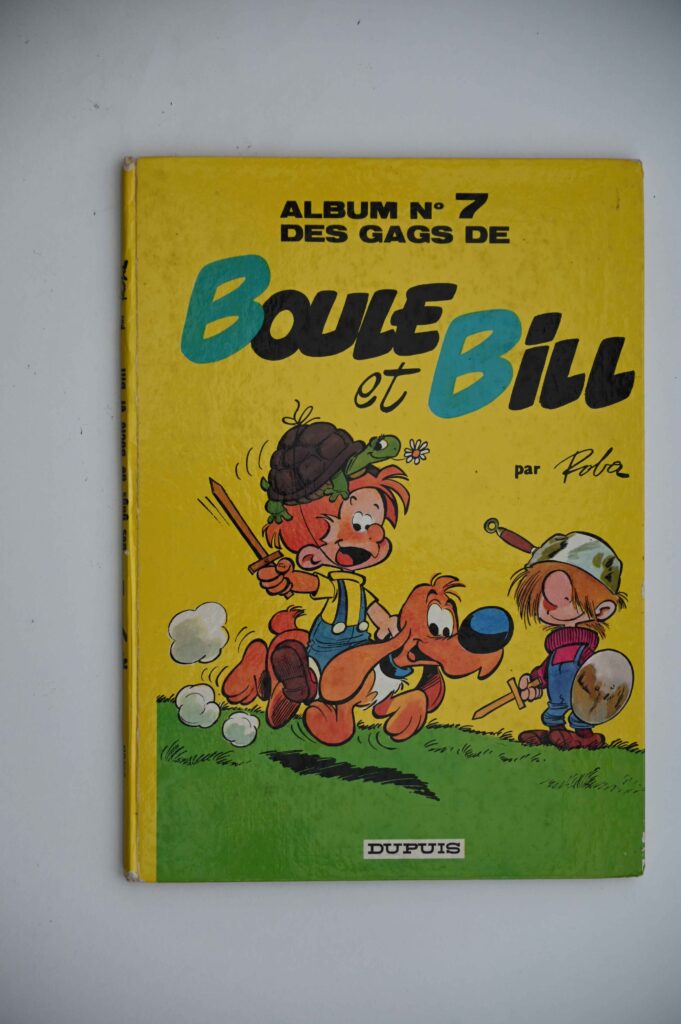 ALBUM N° 7
DES GAGS DE
BOULE
et BILL
par Roba
DUPUIS